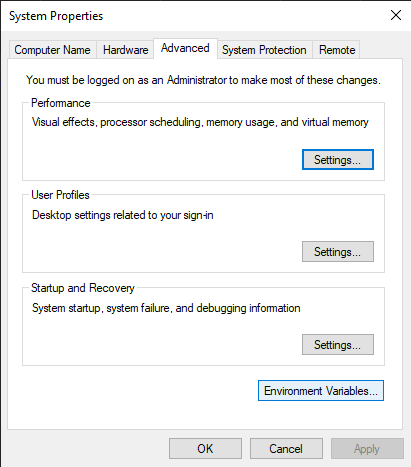 System Properties
Computer Name Hardware Advanced System Protection Remote
You must be logged on as an Administrator to make most of these changes.
Performance
Visual effects, processor scheduling, memory usage, and virtual memory
Settings...
User Profiles
Desktop settings related to your sign-in
Settings...
Startup and Recovery
System startup, system failure, and debugging information
Settings...
Environment Variables...
OK Cancel Apply